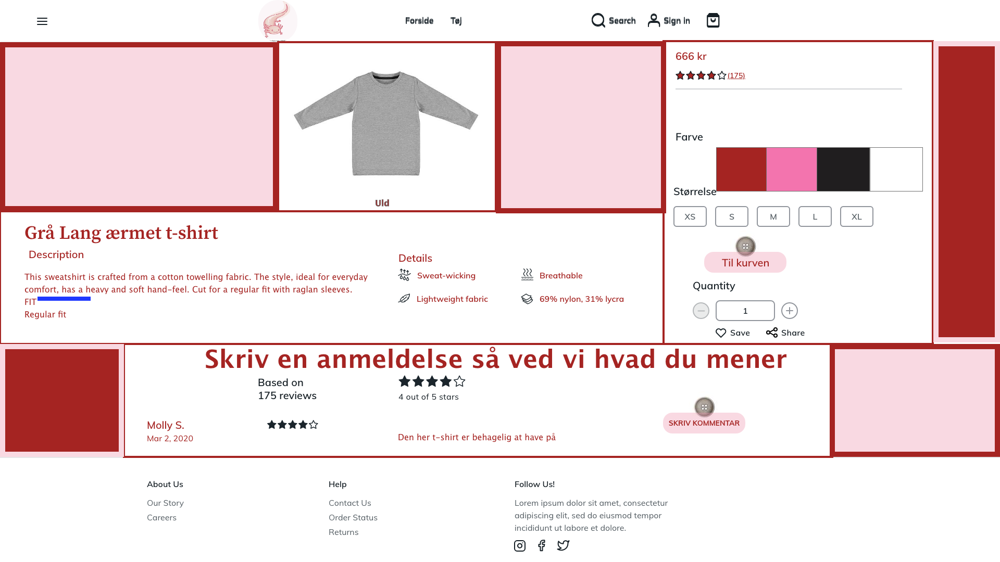 Forside
Tøj
Search
Sign in
666 kr
(175)
Farve
Størrelse
XS
S
M
L
XL
Uld
Grå Lang ærmet t-shirt
Description
This sweatshirt is crafted from a cotton towelling fabric. The style, ideal for everyday
comfort, has a heavy and soft hand-feel. Cut for a regular fit with raglan sleeves.
FIT
Regular fit
Details
Sweat-wicking
Breathable
Lightweight fabric
69% nylon, 31% lycra
Til kurven
Quantity
1
Save
Share
Skriv en anmeldelse så ved vi hvad du mener
Based on
175 reviews
4 out of 5 stars
Molly S.
Mar 2, 2020
Den her t-shirt er behagelig at have på
SKRIV KOMMENTAR
About Us
Our Story
Careers
Help
Contact Us
Order Status
Returns
Follow Us!
Lorem ipsum dolor sit amet, consectetur
adipiscing elit, sed do eiusmod tempor
incididunt ut labore et dolore.